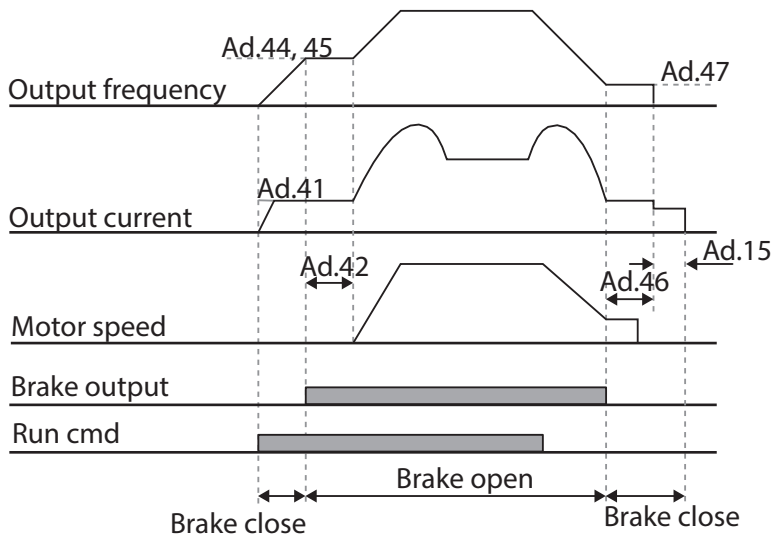 Ad.44, 45
Ad.47
Output frequency
Ad.41
Output current
Ad.15
Ad.42
Ad.46
Motor speed
Brake output
Run cmd
Brake open
Brake close
Brake close